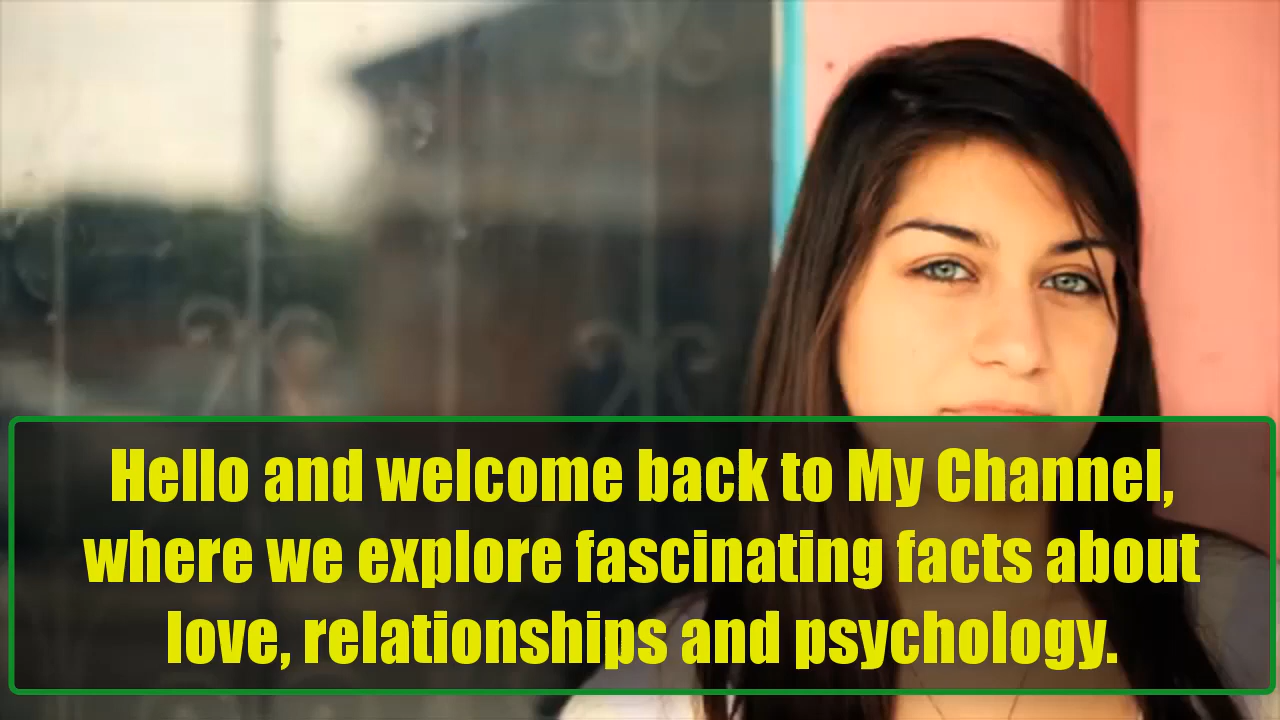 Hello and welcome back to My Channel,
where we explore fascinating facts about
love, relationships and psychology.